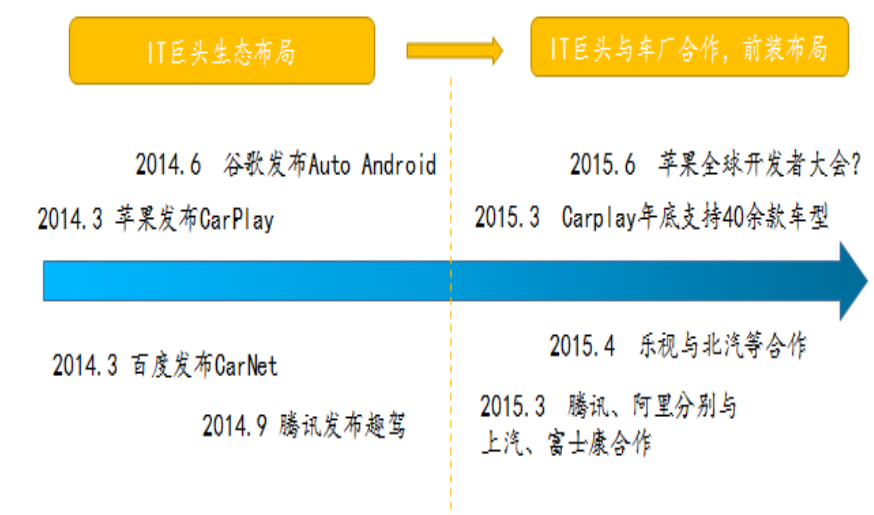 IT巨头生态布局
IT巨头与车厂合作，前装布局
2014.6 谷歌发布Auto Android
2015.6 苹果全球开发者大会？
2014.3 苹果发布CarPlay
2015.3 Carplay年底支持40余款车型
2014.3 百度发布CarNet
2015.4 乐视与北汽等合作
2014.9 腾讯发布趣驾
2015.3 腾讯、阿里分别与
上汽、富士康合作